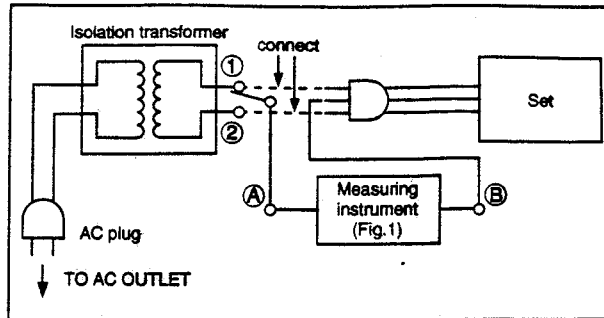 Isolation transformer
connect
①
②
Set
Ⓐ
Measuring
instrument
(Fig.1)
Ⓑ
AC plug
TO AC OUTLET